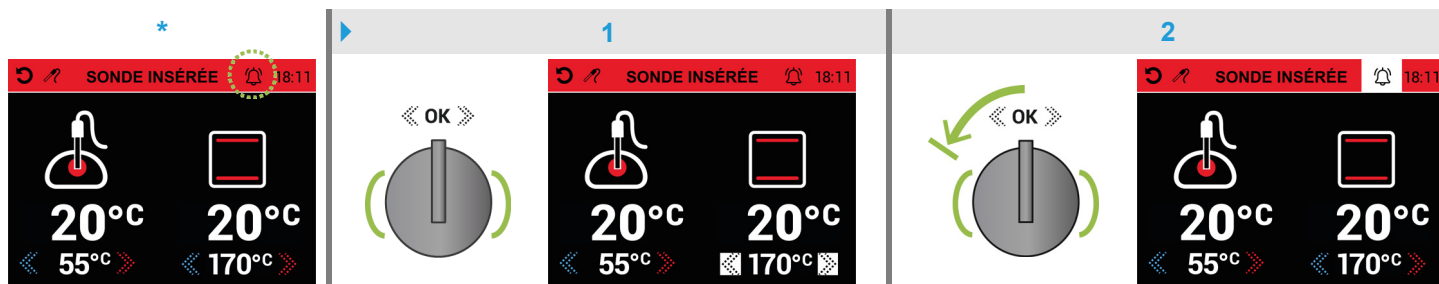 *
1
2
SONDE INSÉRÉE 18:11
20°C 20°C
55°C 170°C
OK
SONDE INSÉRÉE 18:11
20°C 20°C
55°C 170°C
OK
SONDE INSÉRÉE 18:11
20°C 20°C
55°C 170°C